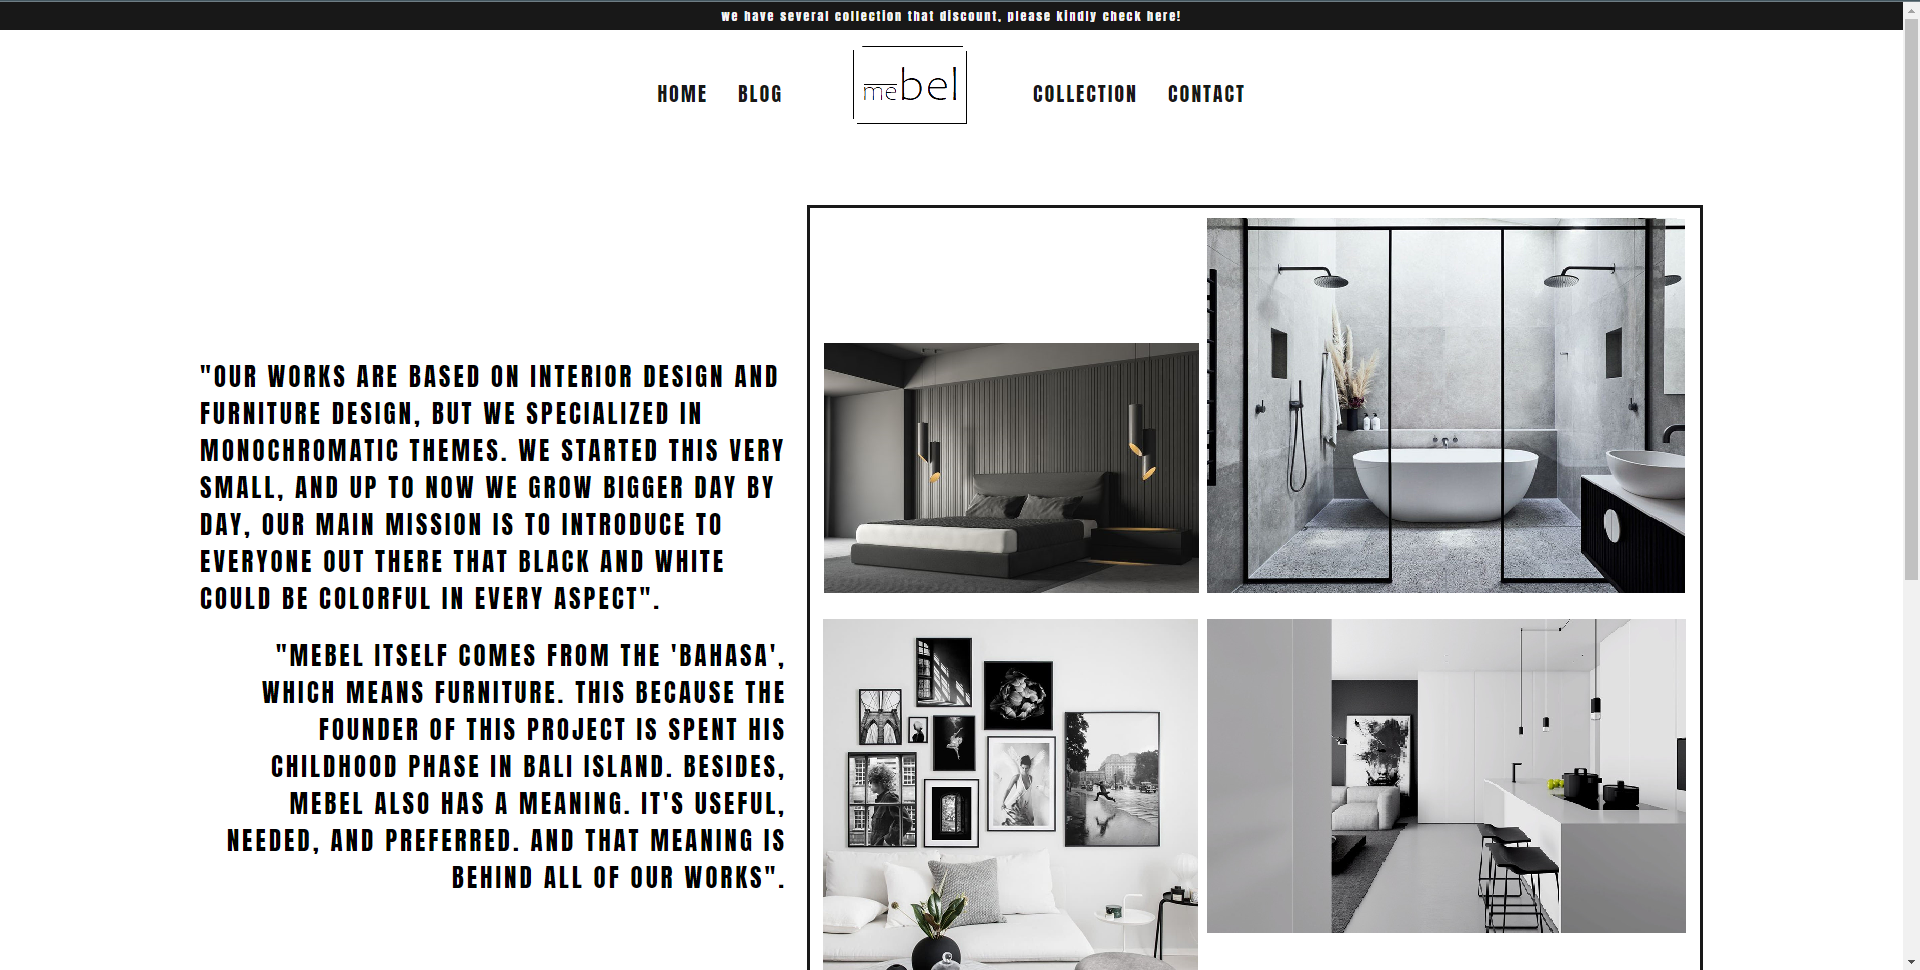 we have several collection that discount, please kindly check here!
HOME BLOG mebel COLLECTION CONTACT
"OUR WORKS ARE BASED ON INTERIOR DESIGN AND
FURNITURE DESIGN, BUT WE SPECIALIZED IN
MONOCHROMATIC THEMES. WE STARTED THIS VERY
SMALL, AND UP TO NOW WE GROW BIGGER DAY BY
DAY, OUR MAIN MISSION IS TO INTRODUCE TO
EVERYONE OUT THERE THAT BLACK AND WHITE
COULD BE COLORFUL IN EVERY ASPECT".
"MEBEL ITSELF COMES FROM THE 'BAHASA',
WHICH MEANS FURNITURE. THIS BECAUSE THE
FOUNDER OF THIS PROJECT IS SPENT HIS
CHILDHOOD PHASE IN BALI ISLAND. BESIDES,
MEBEL ALSO HAS A MEANING. IT'S USEFUL,
NEEDED, AND PREFERRED. AND THAT MEANING IS
BEHIND ALL OF OUR WORKS".